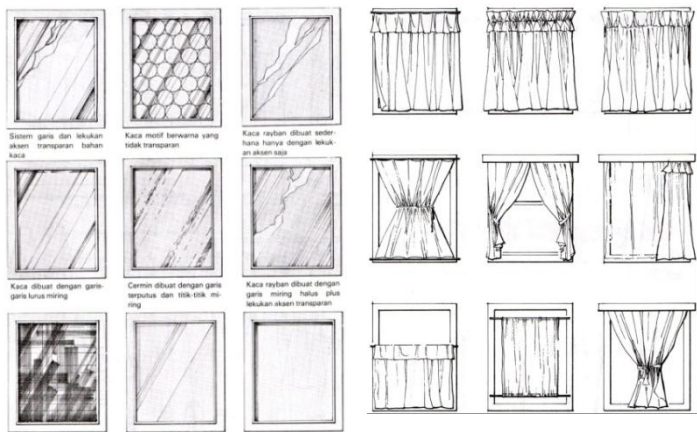 Sistem garis dan lekukan
aksen transparan bahan
kaca
Kaca motif berwarna yang
tidak transparan
Kaca rayban dibuat seder-
hana hanya dengan lekuk-
an aksen saja
Kaca dibuat dengan garis-
garis lurus miring
Cermin dibuat dengan garis
terputus dan titik-titik mi-
ring
Kaca rayban dibuat dengan
garis miring halus plus
lekukan aksen transparan